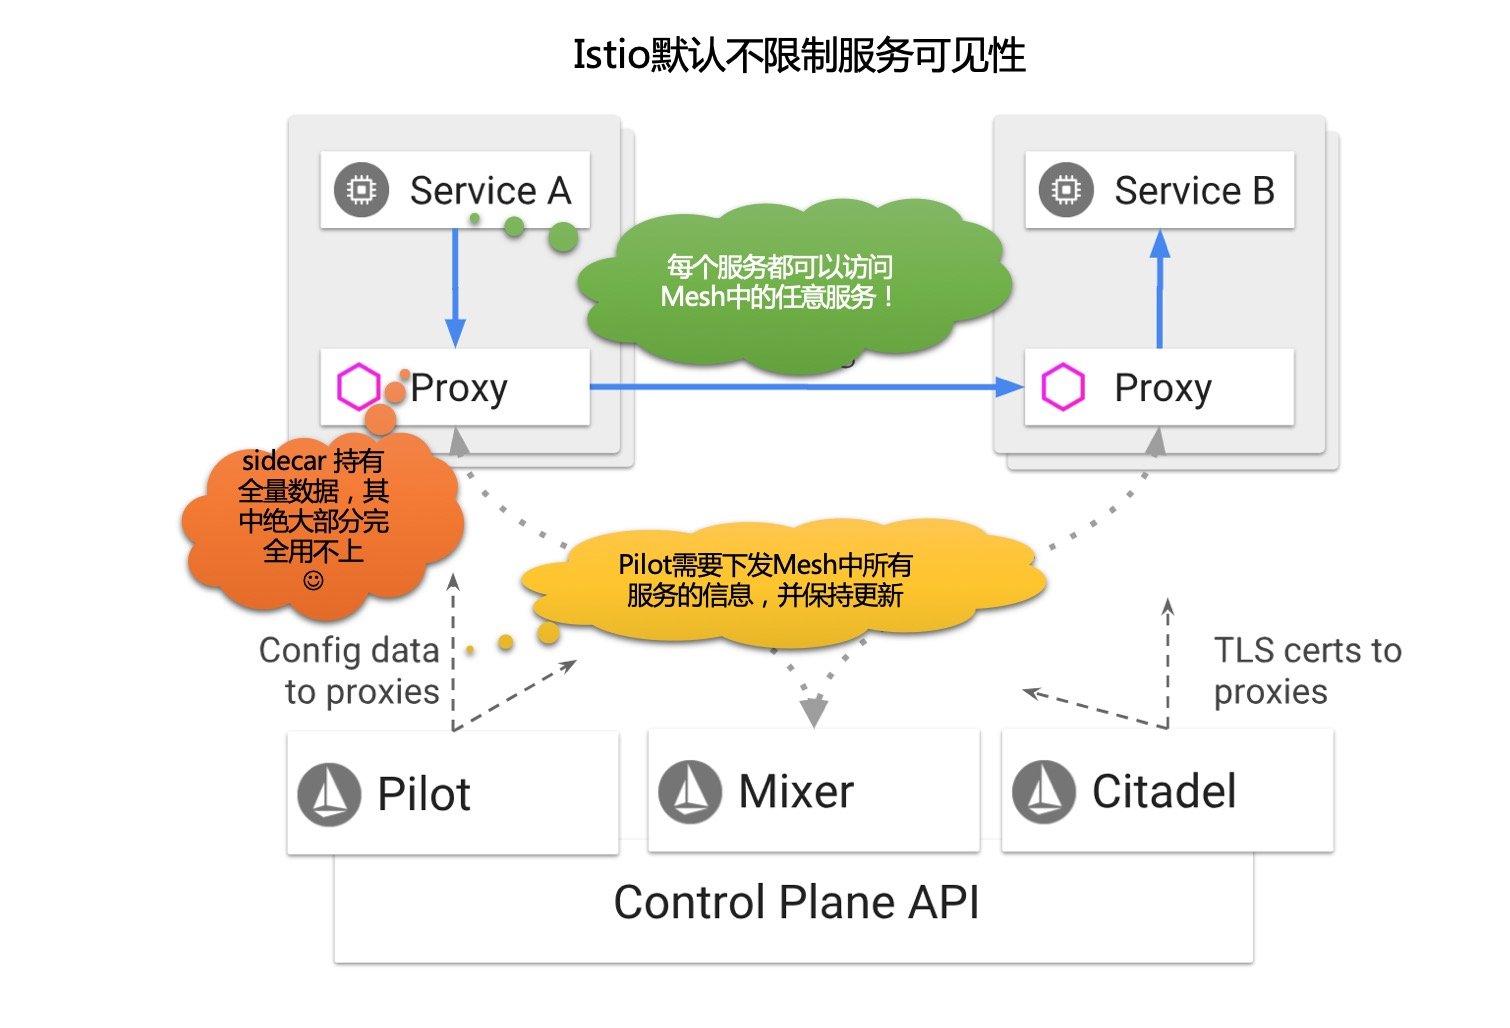 Istio默认不限制服务可见性
Service A
Service B
每个服务都可以访问
Mesh中的任意服务！
Proxy
Proxy
sidecar 持有
全量数据，其
中绝大部分完
全用不上
☺
Pilot需要下发Mesh中所有
服务的信息，并保持更新
Config data
to proxies
TLS certs to
proxies
Pilot
Mixer
Citadel
Control Plane API